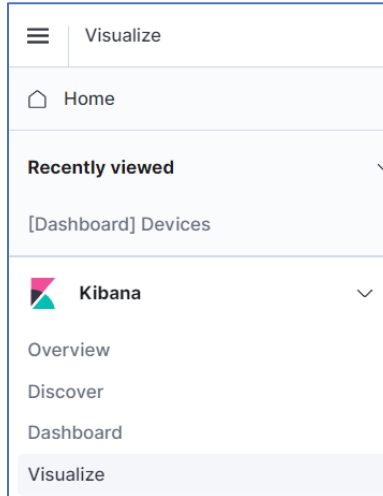 Visualize
Home
Recently viewed
[Dashboard] Devices
Kibana
Overview
Discover
Dashboard
Visualize